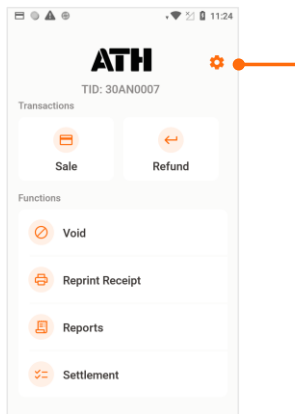 11:24
ATH
TID: 30AN0007
Transactions
Sale Refund
Functions
Void
Reprint Receipt
Reports
Settlement